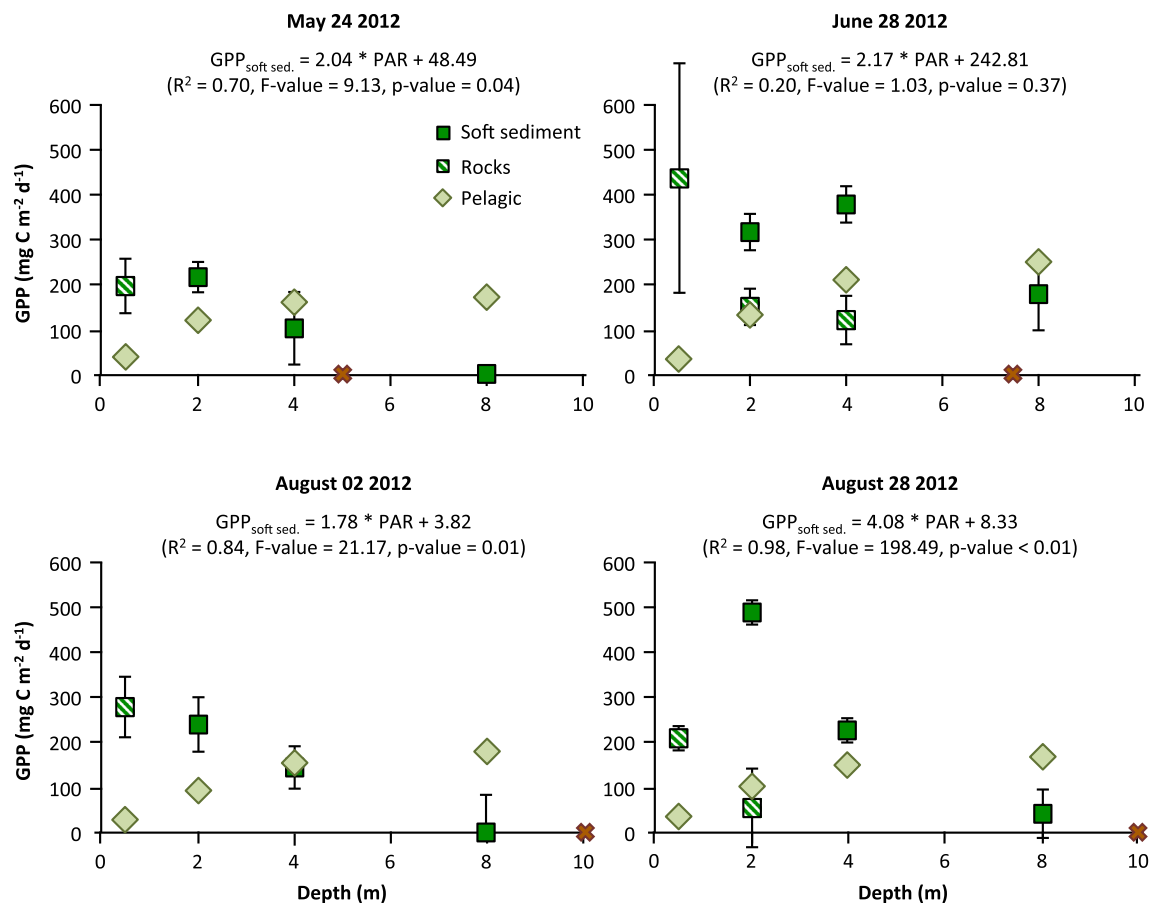 May 24 2012
GPPsoft sed. = 2.04 * PAR + 48.49
(R2 = 0.70, F-value = 9.13, p-value = 0.04)
600
500
400
300
200
100
0
GPP (mg C m-2 d-1)
Soft sediment
Rocks
Pelagic
0 2 4 6 8 10
June 28 2012
GPPsoft sed. = 2.17 * PAR + 242.81
(R2 = 0.20, F-value = 1.03, p-value = 0.37)
600
500
400
300
200
100
0
0 2 4 6 8 10
August 02 2012
GPPsoft sed. = 1.78 * PAR + 3.82
(R2 = 0.84, F-value = 21.17, p-value = 0.01)
600
500
400
300
200
100
0
GPP (mg C m-2 d-1)
0 2 4 6 8 10
Depth (m)
August 28 2012
GPPsoft sed. = 4.08 * PAR + 8.33
(R2 = 0.98, F-value = 198.49, p-value < 0.01)
600
500
400
300
200
100
0
0 2 4 6 8 10
Depth (m)